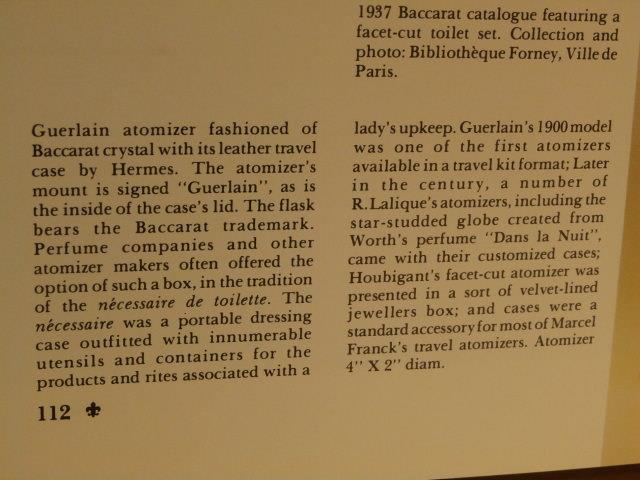 1937 Baccarat catalogue featuring a
facet-cut toilet set. Collection and
photo: Bibliothèque Forney, Ville de
Paris.
Guerlain atomizer fashioned of
Baccarat crystal with its leather travel
case by Hermes. The atomizer's
mount is signed "Guerlain", as is
the inside of the case's lid. The flask
bears the Baccarat trademark.
Perfume companies and other
atomizer makers often offered the
option of such a box, in the tradition
of the nécessaire de toilette. The
nécessaire was a portable dressing
case outfitted with innumerable
utensils and containers for the
products and rites associated with a
lady's upkeep. Guerlain's 1900 model
was one of the first atomizers
available in a travel kit format; Later
in the century, a number of
R.Lalique's atomizers, including the
star-studded globe created from
Worth's perfume "Dans la Nuit",
came with their customized cases;
Houbigant's facet-cut atomizer was
presented in a sort of velvet-lined
jewellers box; and cases were a
standard accessory for most of Marcel
Franck's travel atomizers. Atomizer
4'' X 2'' diam.
112